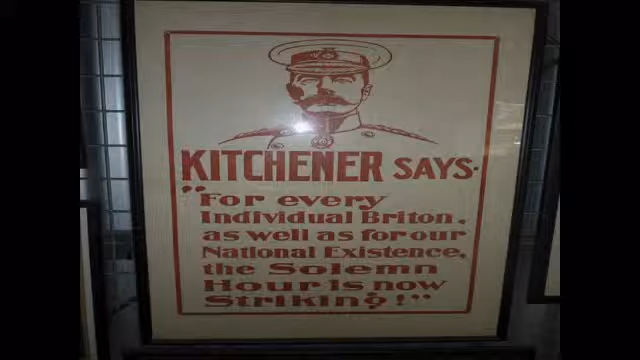 KITCHENER SAYS·
"For every
Individual Briton,
as well as for our
National Existence,
the Solemn
Hour is now
Striking!"